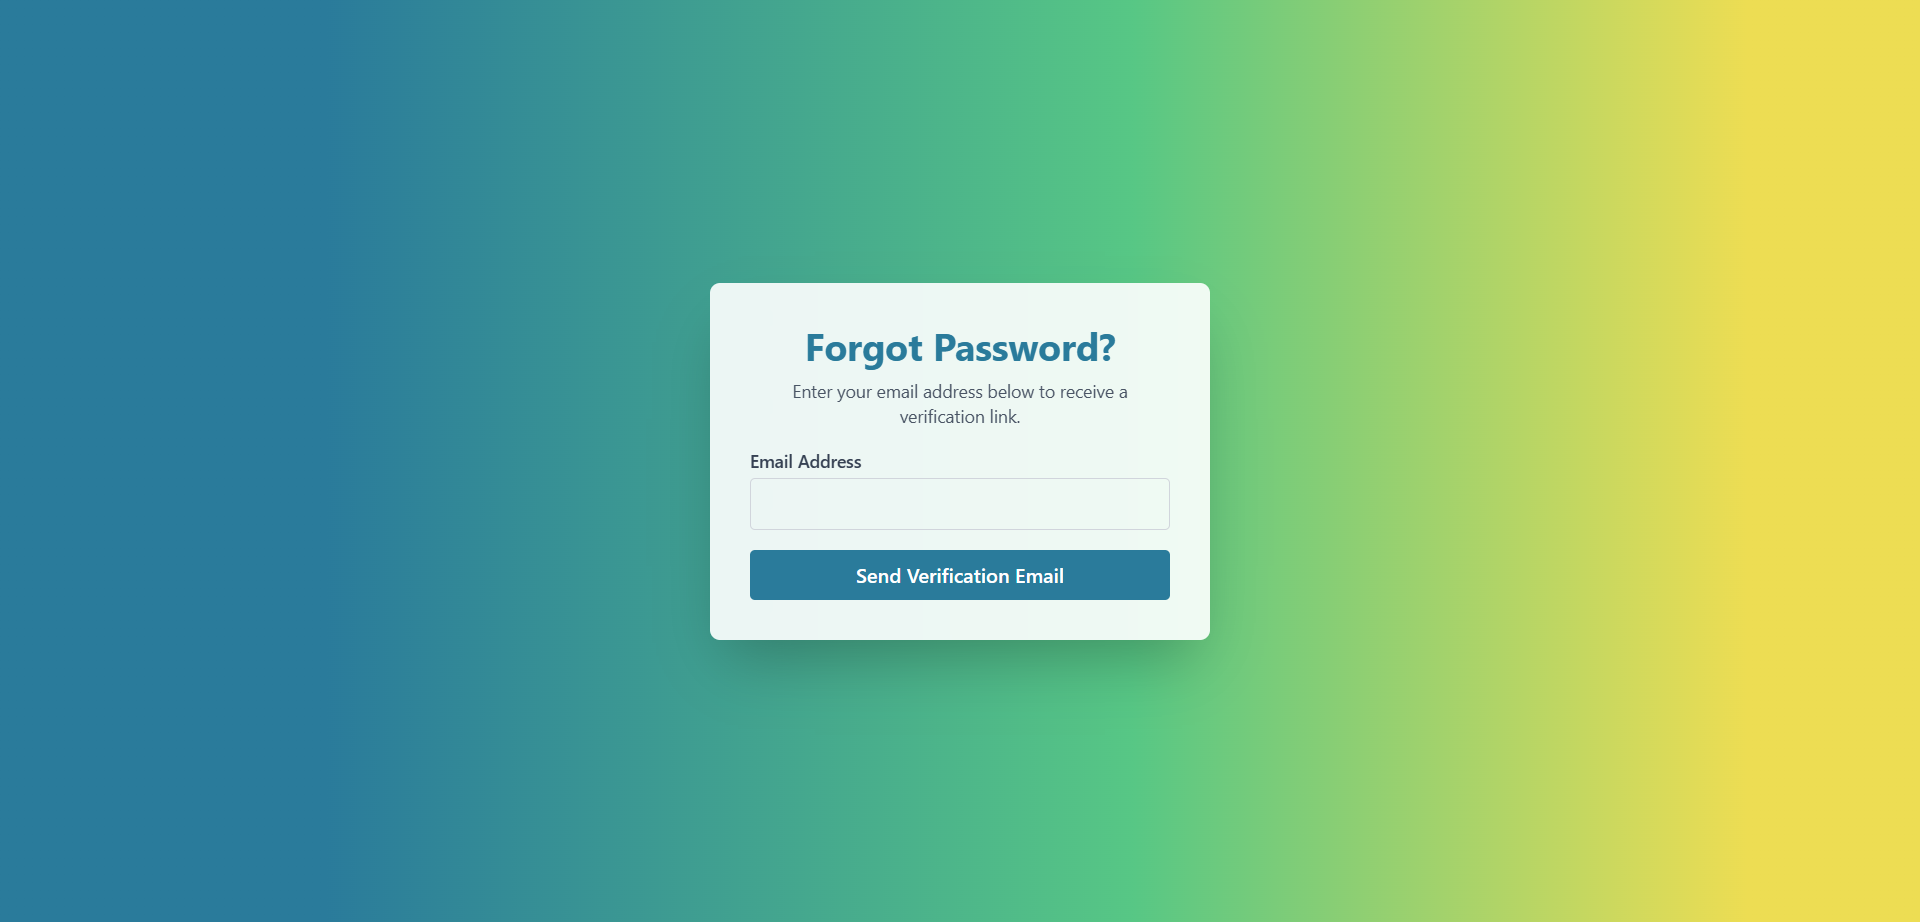 Forgot Password?
Enter your email address below to receive a
verification link.
Email Address
Send Verification Email